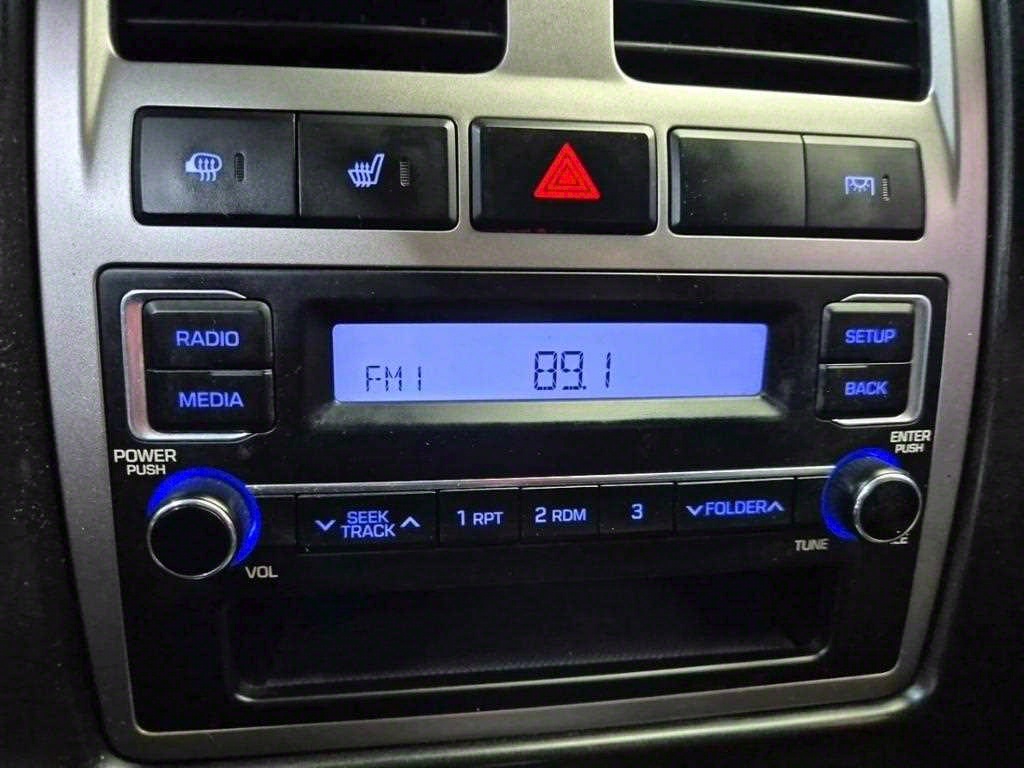 RADIO
MEDIA
FM1
89.1
SETUP
BACK
POWER
PUSH
ENTER
PUSH
SEEK
TRACK
1 RPT
2 RDM
3
FOLDER
VOL
TUNE